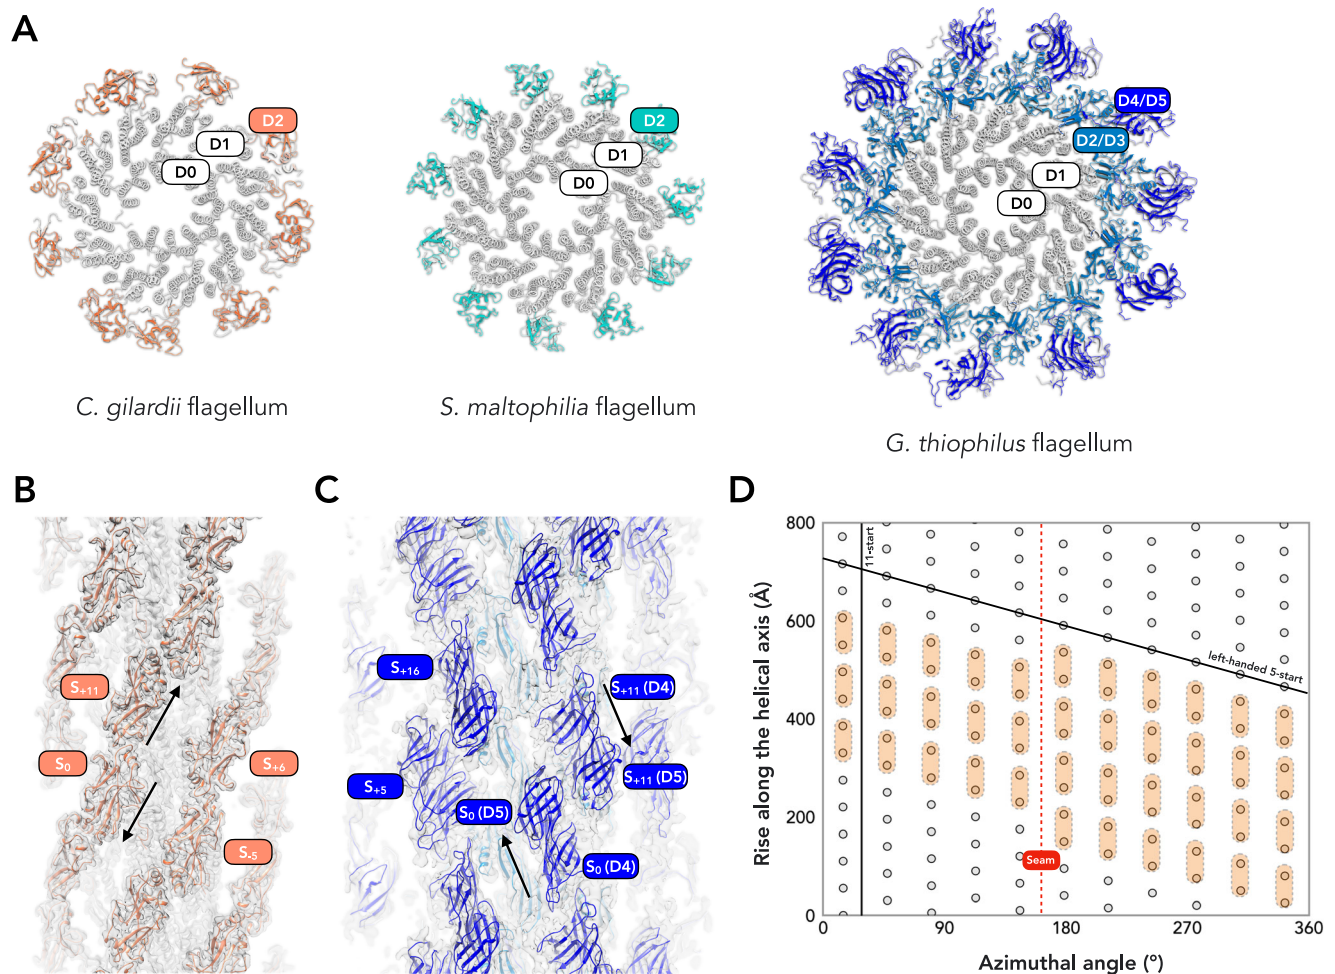 A
D2
D1
D0
C. gilardii flagellum
D2
D1
D0
S. maltophilia flagellum
D4/D5
D2/D3
D1
D0
G. thiophilus flagellum
B
S+11
S0
S+6
S-5
C
S+16
S+11 (D4)
S+5
S+11 (D5)
S0 (D5)
S0 (D4)
D
Rise along the helical axis (Å)
800
600
400
200
0
11-start
left-handed 5-start
Seam
0
90
180
270
360
Azimuthal angle (°)